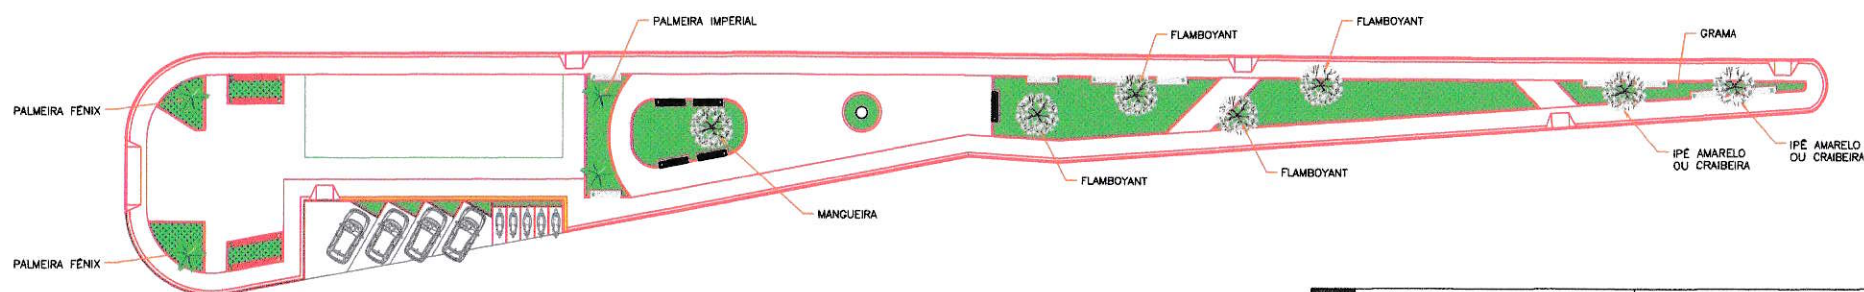 PALMEIRA IMPERIAL
FLAMBOYANT
FLAMBOYANT
GRAMA
PALMEIRA FÊNIX
IPÊ AMARELO
OU CRAIBEIRA
IPÊ AMARELO
OU CRAIBEIRA
FLAMBOYANT
FLAMBOYANT
MANGUEIRA
PALMEIRA FÊNIX